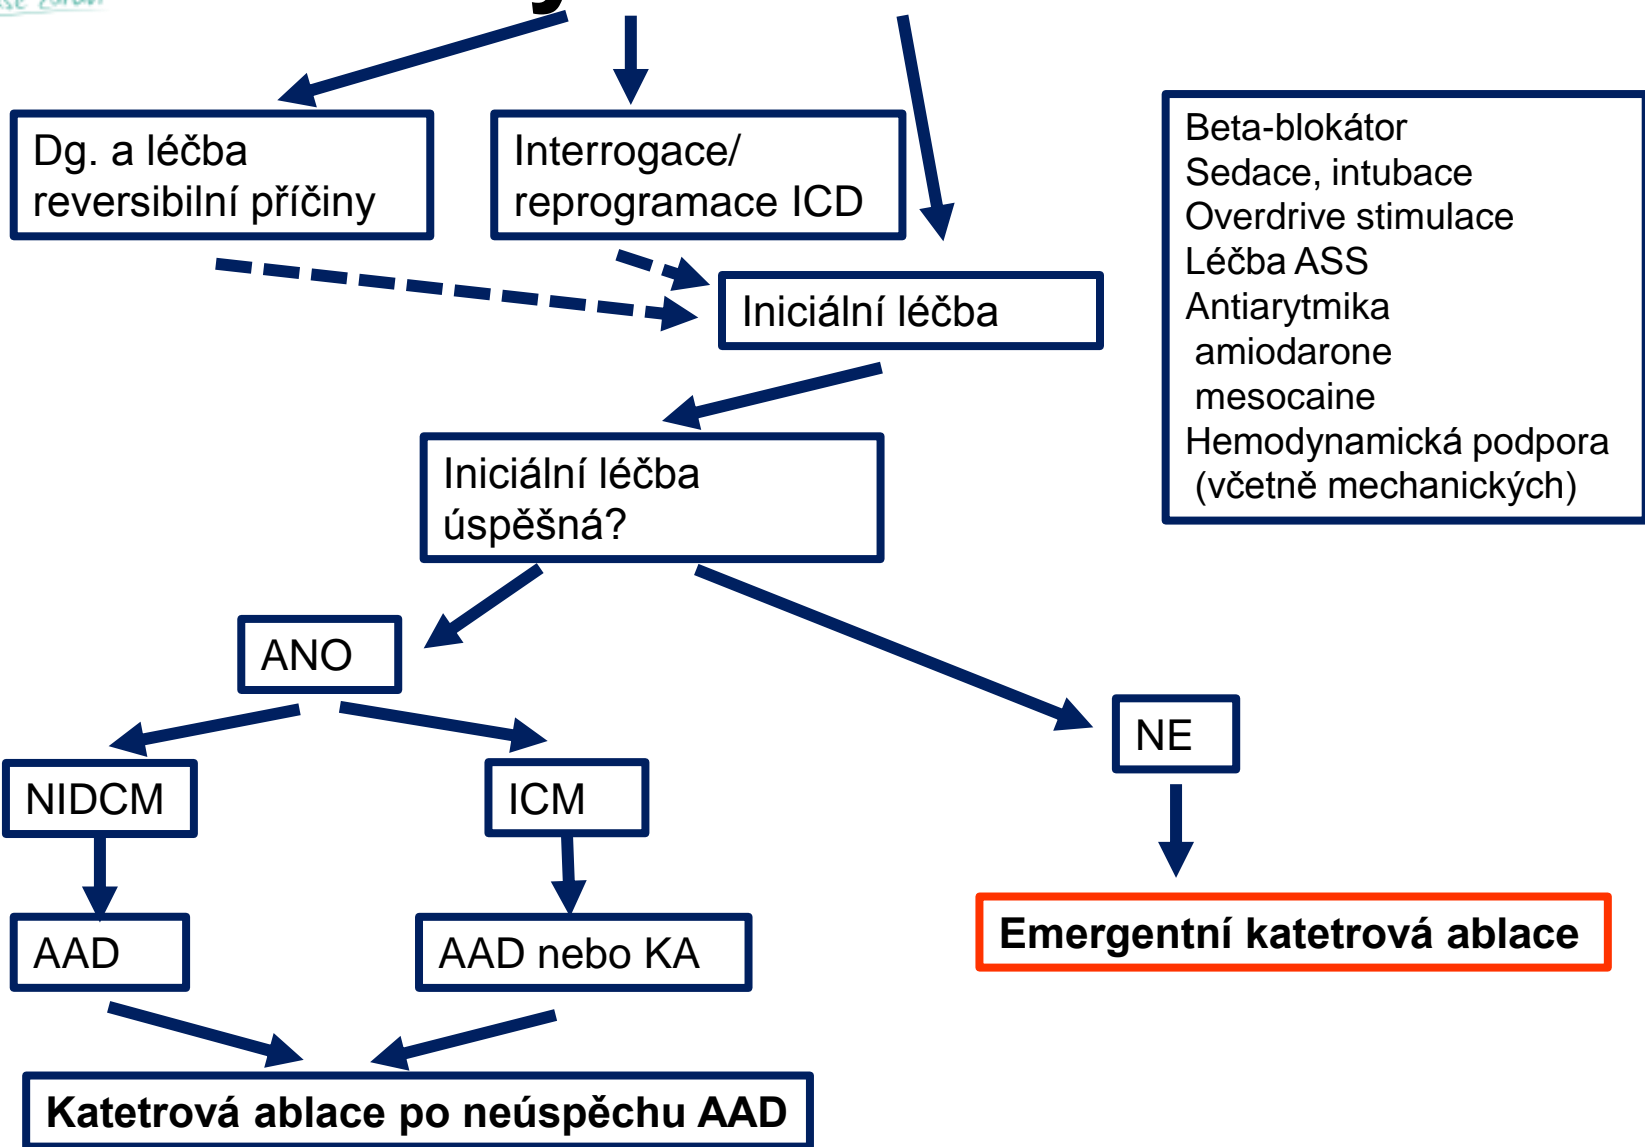 Dg. a léčba
reversibilní příčiny
Interrogace/
reprogramace ICD
Beta-blokátor
Sedace, intubace
Overdrive stimulace
Léčba ASS
Antiarytmika
amiodarone
mesocaine
Hemodynamická podpora
(včetně mechanických)
Iniciální léčba
Iniciální léčba
úspěšná?
ANO
NE
NIDCM
ICM
AAD
AAD nebo KA
Emergentní katetrová ablace
Katetrová ablace po neúspěchu AAD